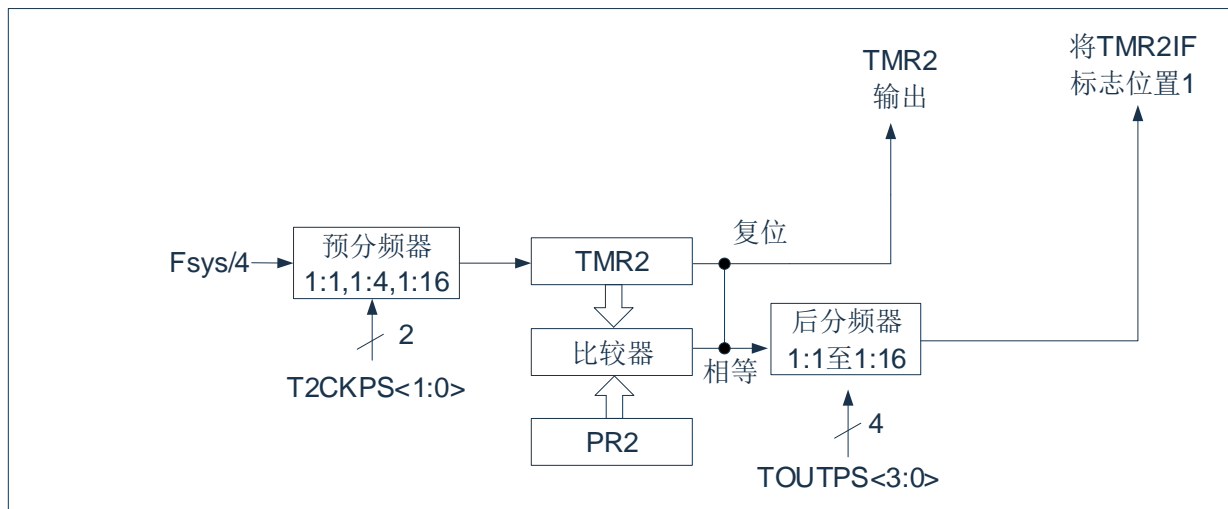 TMR2
输出
将TMR2IF
标志位置1
Fsys/4
预分频器
1:1,1:4,1:16
2
T2CKPS<1:0>
TMR2
复位
比较器
相等
PR2
后分频器
1:1至1:16
4
TOUTPS<3:0>